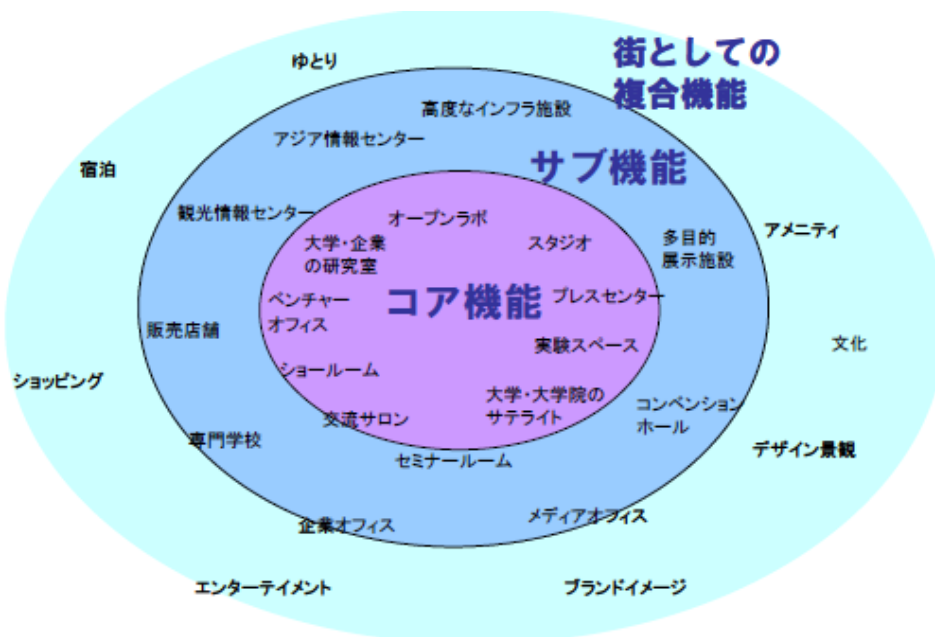 街としての
複合機能
ゆとり
高度なインフラ施設
アジア情報センター
サブ機能
宿泊
観光情報センター
オープンラボ
大学・企業
の研究室
スタジオ
多目的
展示施設
アメニティ
ベンチャー
オフィス
コア機能
プレスセンター
販売店舗
実験スペース
文化
ショールーム
ショッピング
大学・大学院の
サテライト
コンベンション
ホール
交流サロン
専門学校
セミナールーム
デザイン景観
企業オフィス
メディアオフィス
エンターテイメント
ブランドイメージ